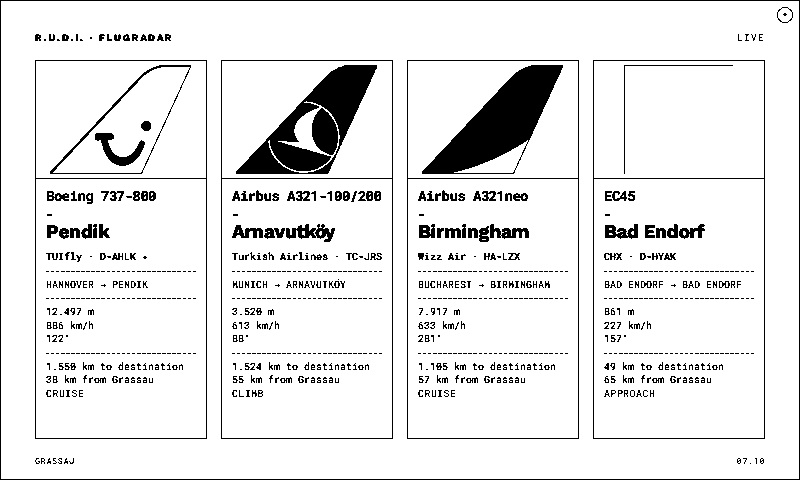 R.U.D.I. · FLUGRADAR
LIVE
Boeing 737-800
-
Pendik
TUIfly · D-AHLK ✦
HANNOVER → PENDIK
12.497 m
886 km/h
122°
1.550 km to destination
38 km from Grassau
CRUISE
Airbus A321-100/200
-
Arnavutköy
Turkish Airlines · TC-JRS
MUNICH → ARNAVUTKÖY
3.520 m
613 km/h
88°
1.524 km to destination
55 km from Grassau
CLIMB
Airbus A321neo
-
Birmingham
Wizz Air · HA-LZX
BUCHAREST → BIRMINGHAM
7.917 m
633 km/h
281°
1.105 km to destination
57 km from Grassau
CRUISE
EC45
-
Bad Endorf
CHX · D-HYAK
BAD ENDORF → BAD ENDORF
861 m
227 km/h
157°
49 km to destination
65 km from Grassau
APPROACH
GRASSAU
07.10